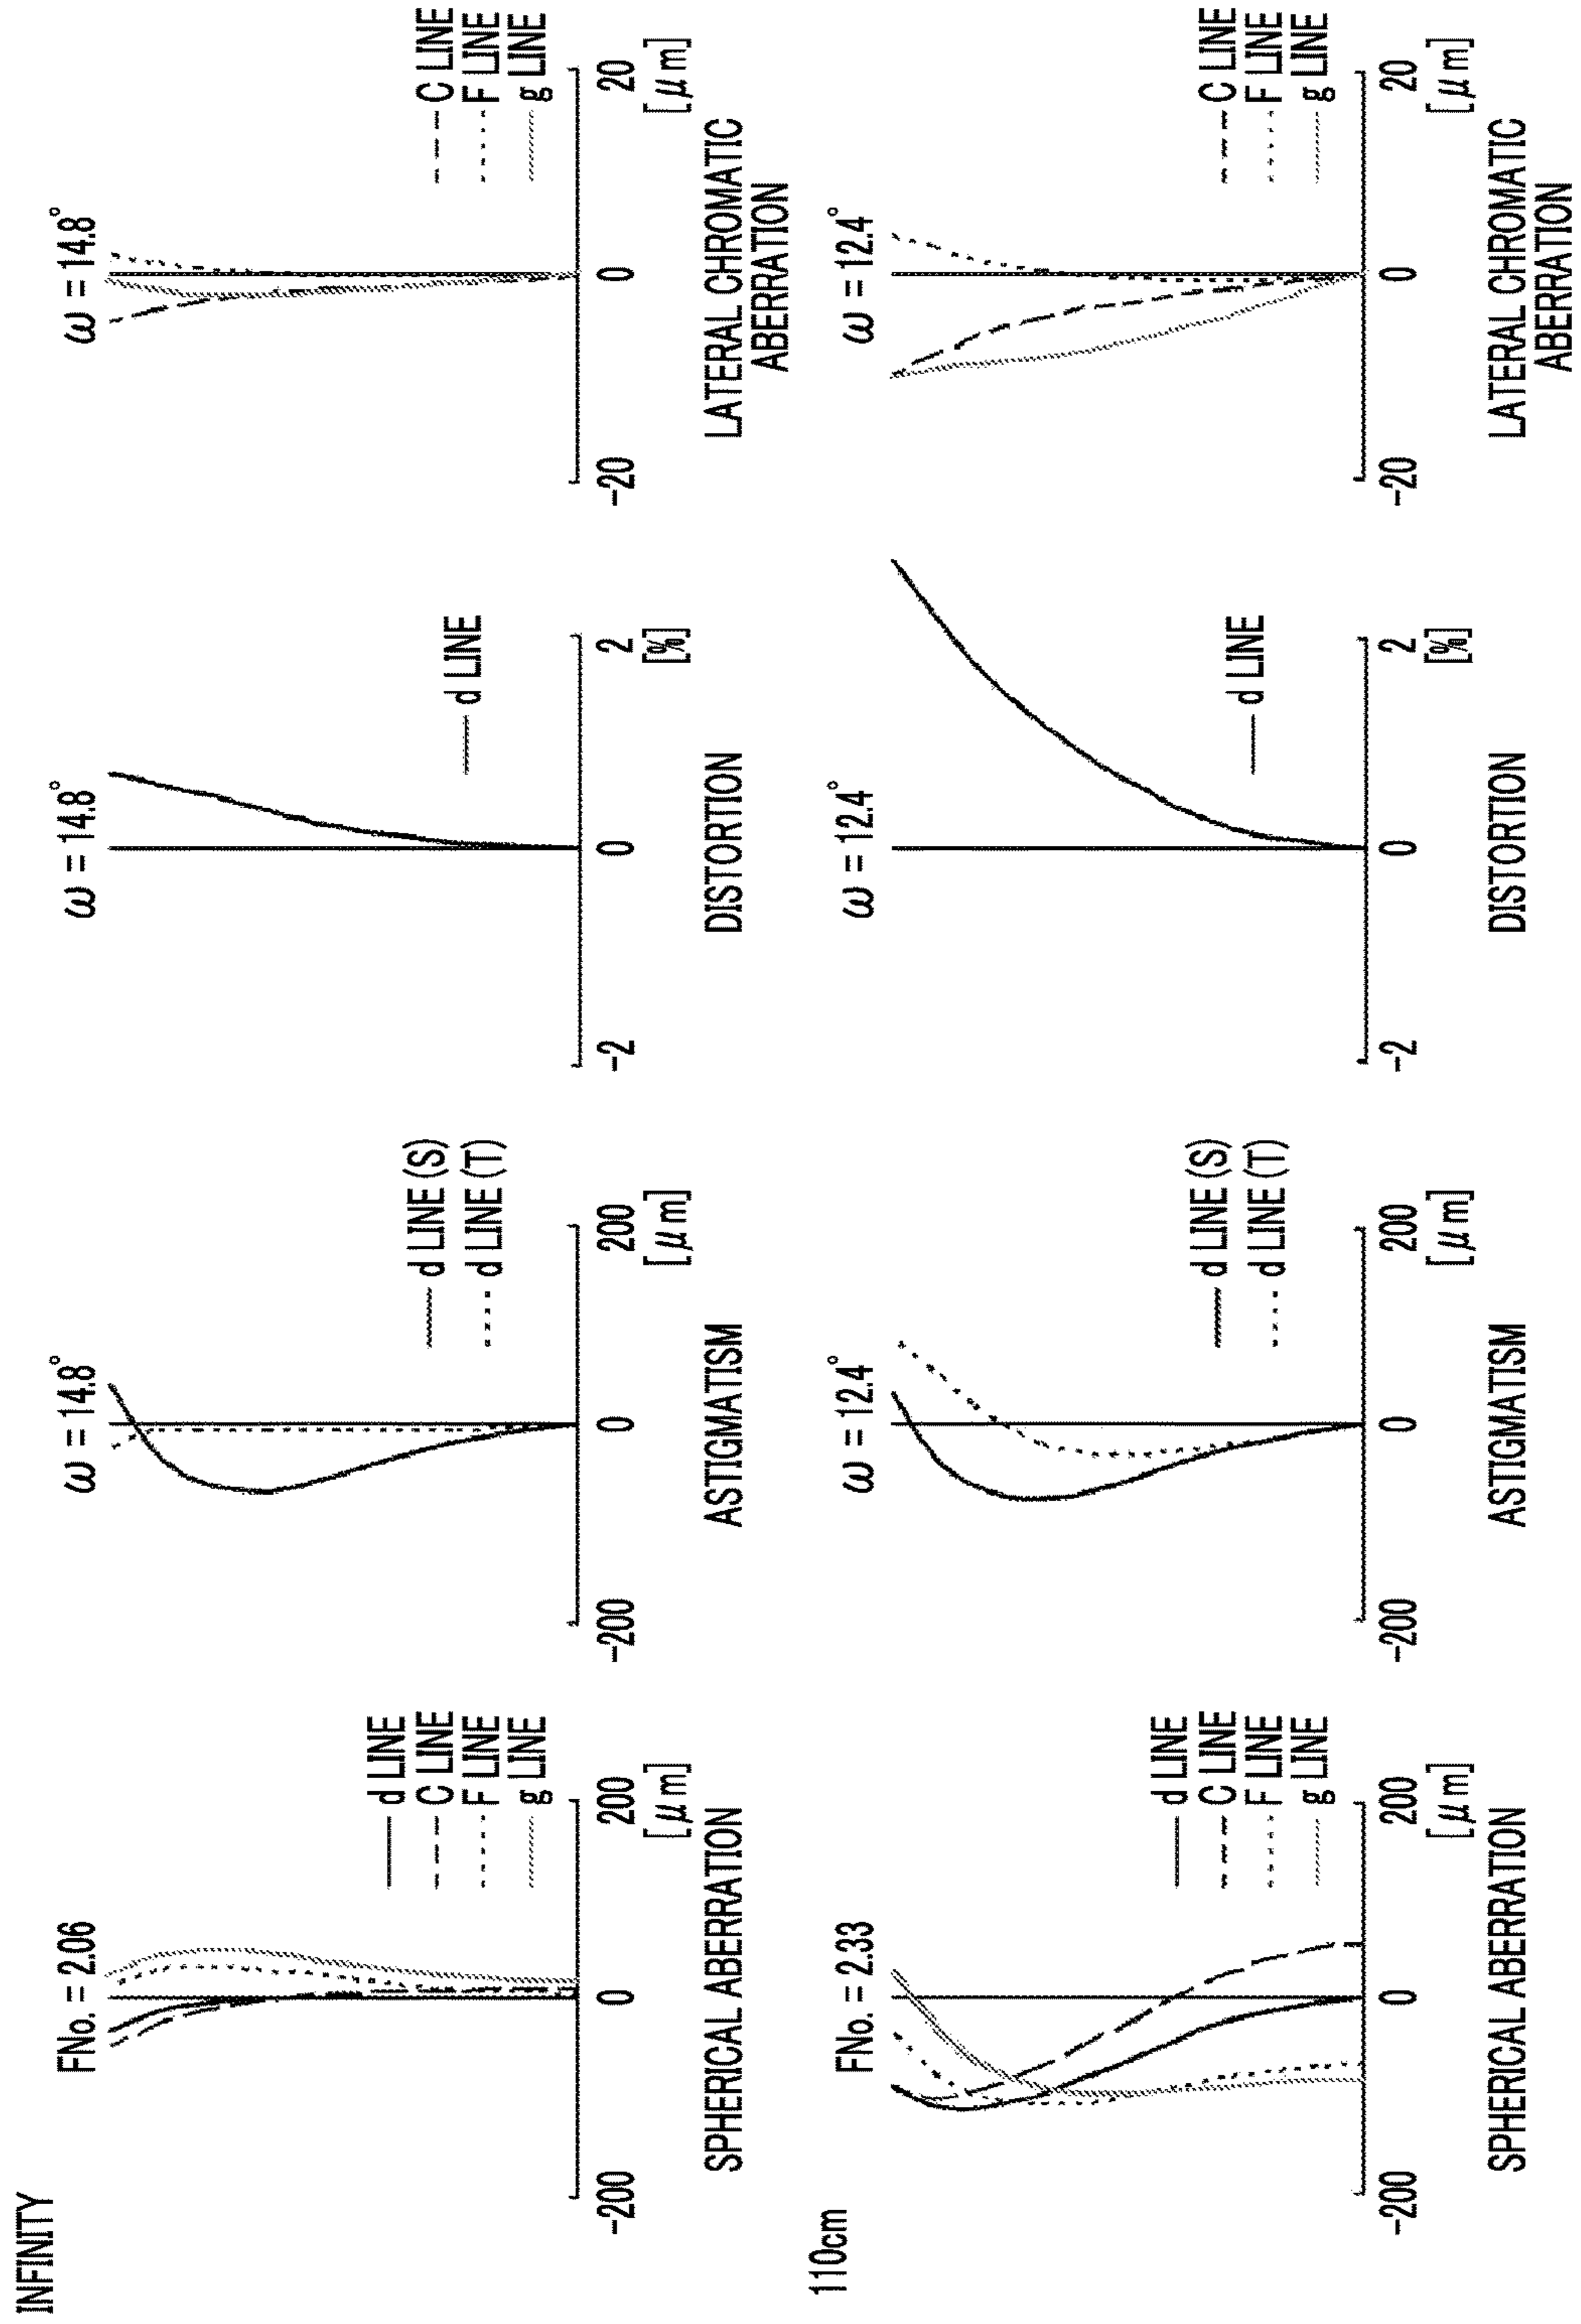 INFINITY
FNo. = 2.06
d LINE
C LINE
F LINE
g LINE
-200
0
200
[μm]
SPHERICAL ABERRATION
ω = 14.8°
d LINE (S)
d LINE (T)
-200
0
200
[μm]
ASTIGMATISM
ω = 14.8°
d LINE
-2
0
2
[%]
DISTORTION
ω = 14.8°
C LINE
F LINE
g LINE
-20
0
20
[μm]
LATERAL CHROMATIC
ABERRATION
110cm
FNo. = 2.33
d LINE
C LINE
F LINE
g LINE
-200
0
200
[μm]
SPHERICAL ABERRATION
ω = 12.4°
d LINE (S)
d LINE (T)
-200
0
200
[μm]
ASTIGMATISM
ω = 12.4°
d LINE
-2
0
2
[%]
DISTORTION
ω = 12.4°
C LINE
F LINE
g LINE
-20
0
20
[μm]
LATERAL CHROMATIC
ABERRATION